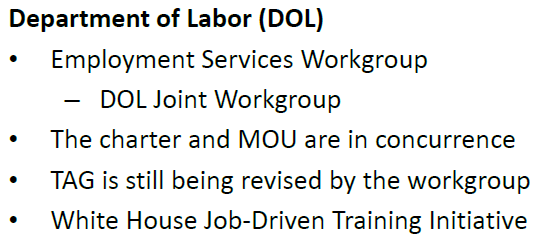 Department of Labor (DOL)
• Employment Services Workgroup
– DOL Joint Workgroup
• The charter and MOU are in concurrence
• TAG is still being revised by the workgroup
• White House Job-Driven Training Initiative